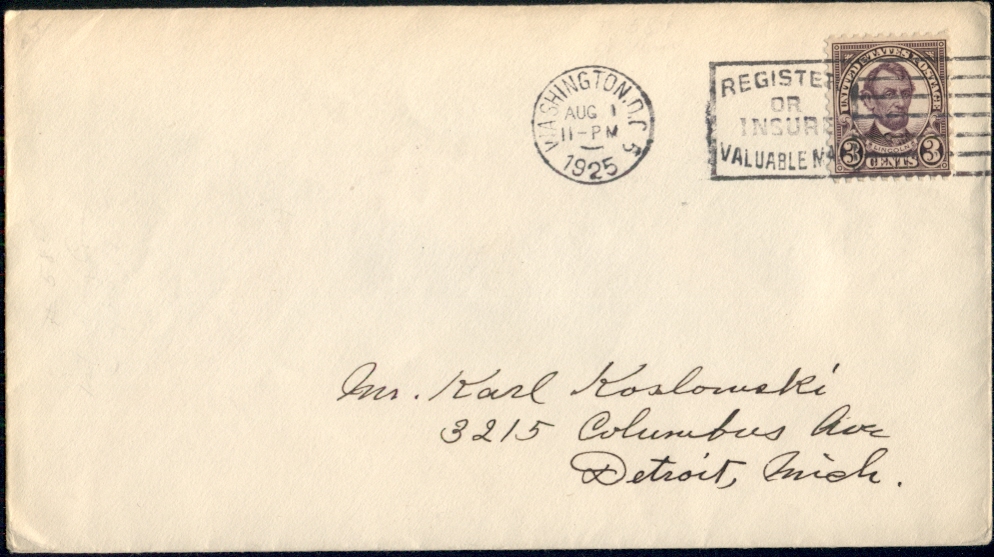 WASHINGTON, D.C. 5
AUG 1
11-PM
1925
REGISTE
OR
INSURE
VALUABLE M
UNITED STATES POSTAGE
LINCOLN
3 CENTS 3
Mr. Karl Koslowski
3215 Columbus Ave
Detroit, Mich.